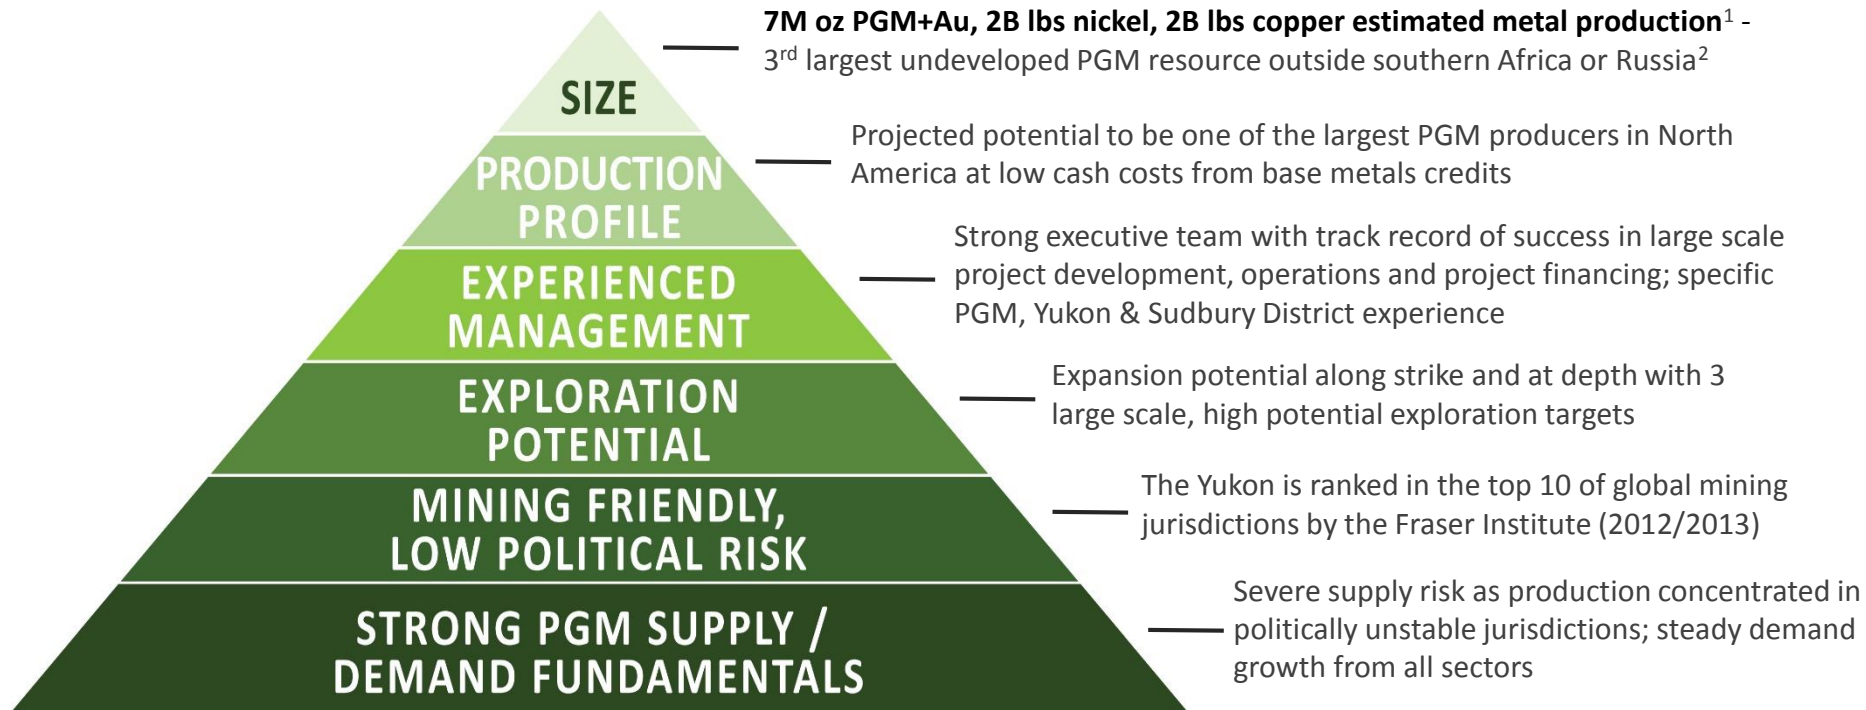 7M oz PGM+Au, 2B lbs nickel, 2B lbs copper estimated metal production¹ -
3rd largest undeveloped PGM resource outside southern Africa or Russia²
SIZE
Projected potential to be one of the largest PGM producers in North
America at low cash costs from base metals credits
PRODUCTION
PROFILE
Strong executive team with track record of success in large scale
project development, operations and project financing; specific
PGM, Yukon & Sudbury District experience
EXPERIENCED
MANAGEMENT
Expansion potential along strike and at depth with 3
large scale, high potential exploration targets
EXPLORATION
POTENTIAL
The Yukon is ranked in the top 10 of global mining
jurisdictions by the Fraser Institute (2012/2013)
MINING FRIENDLY,
LOW POLITICAL RISK
Severe supply risk as production concentrated in
politically unstable jurisdictions; steady demand
growth from all sectors
STRONG PGM SUPPLY /
DEMAND FUNDAMENTALS